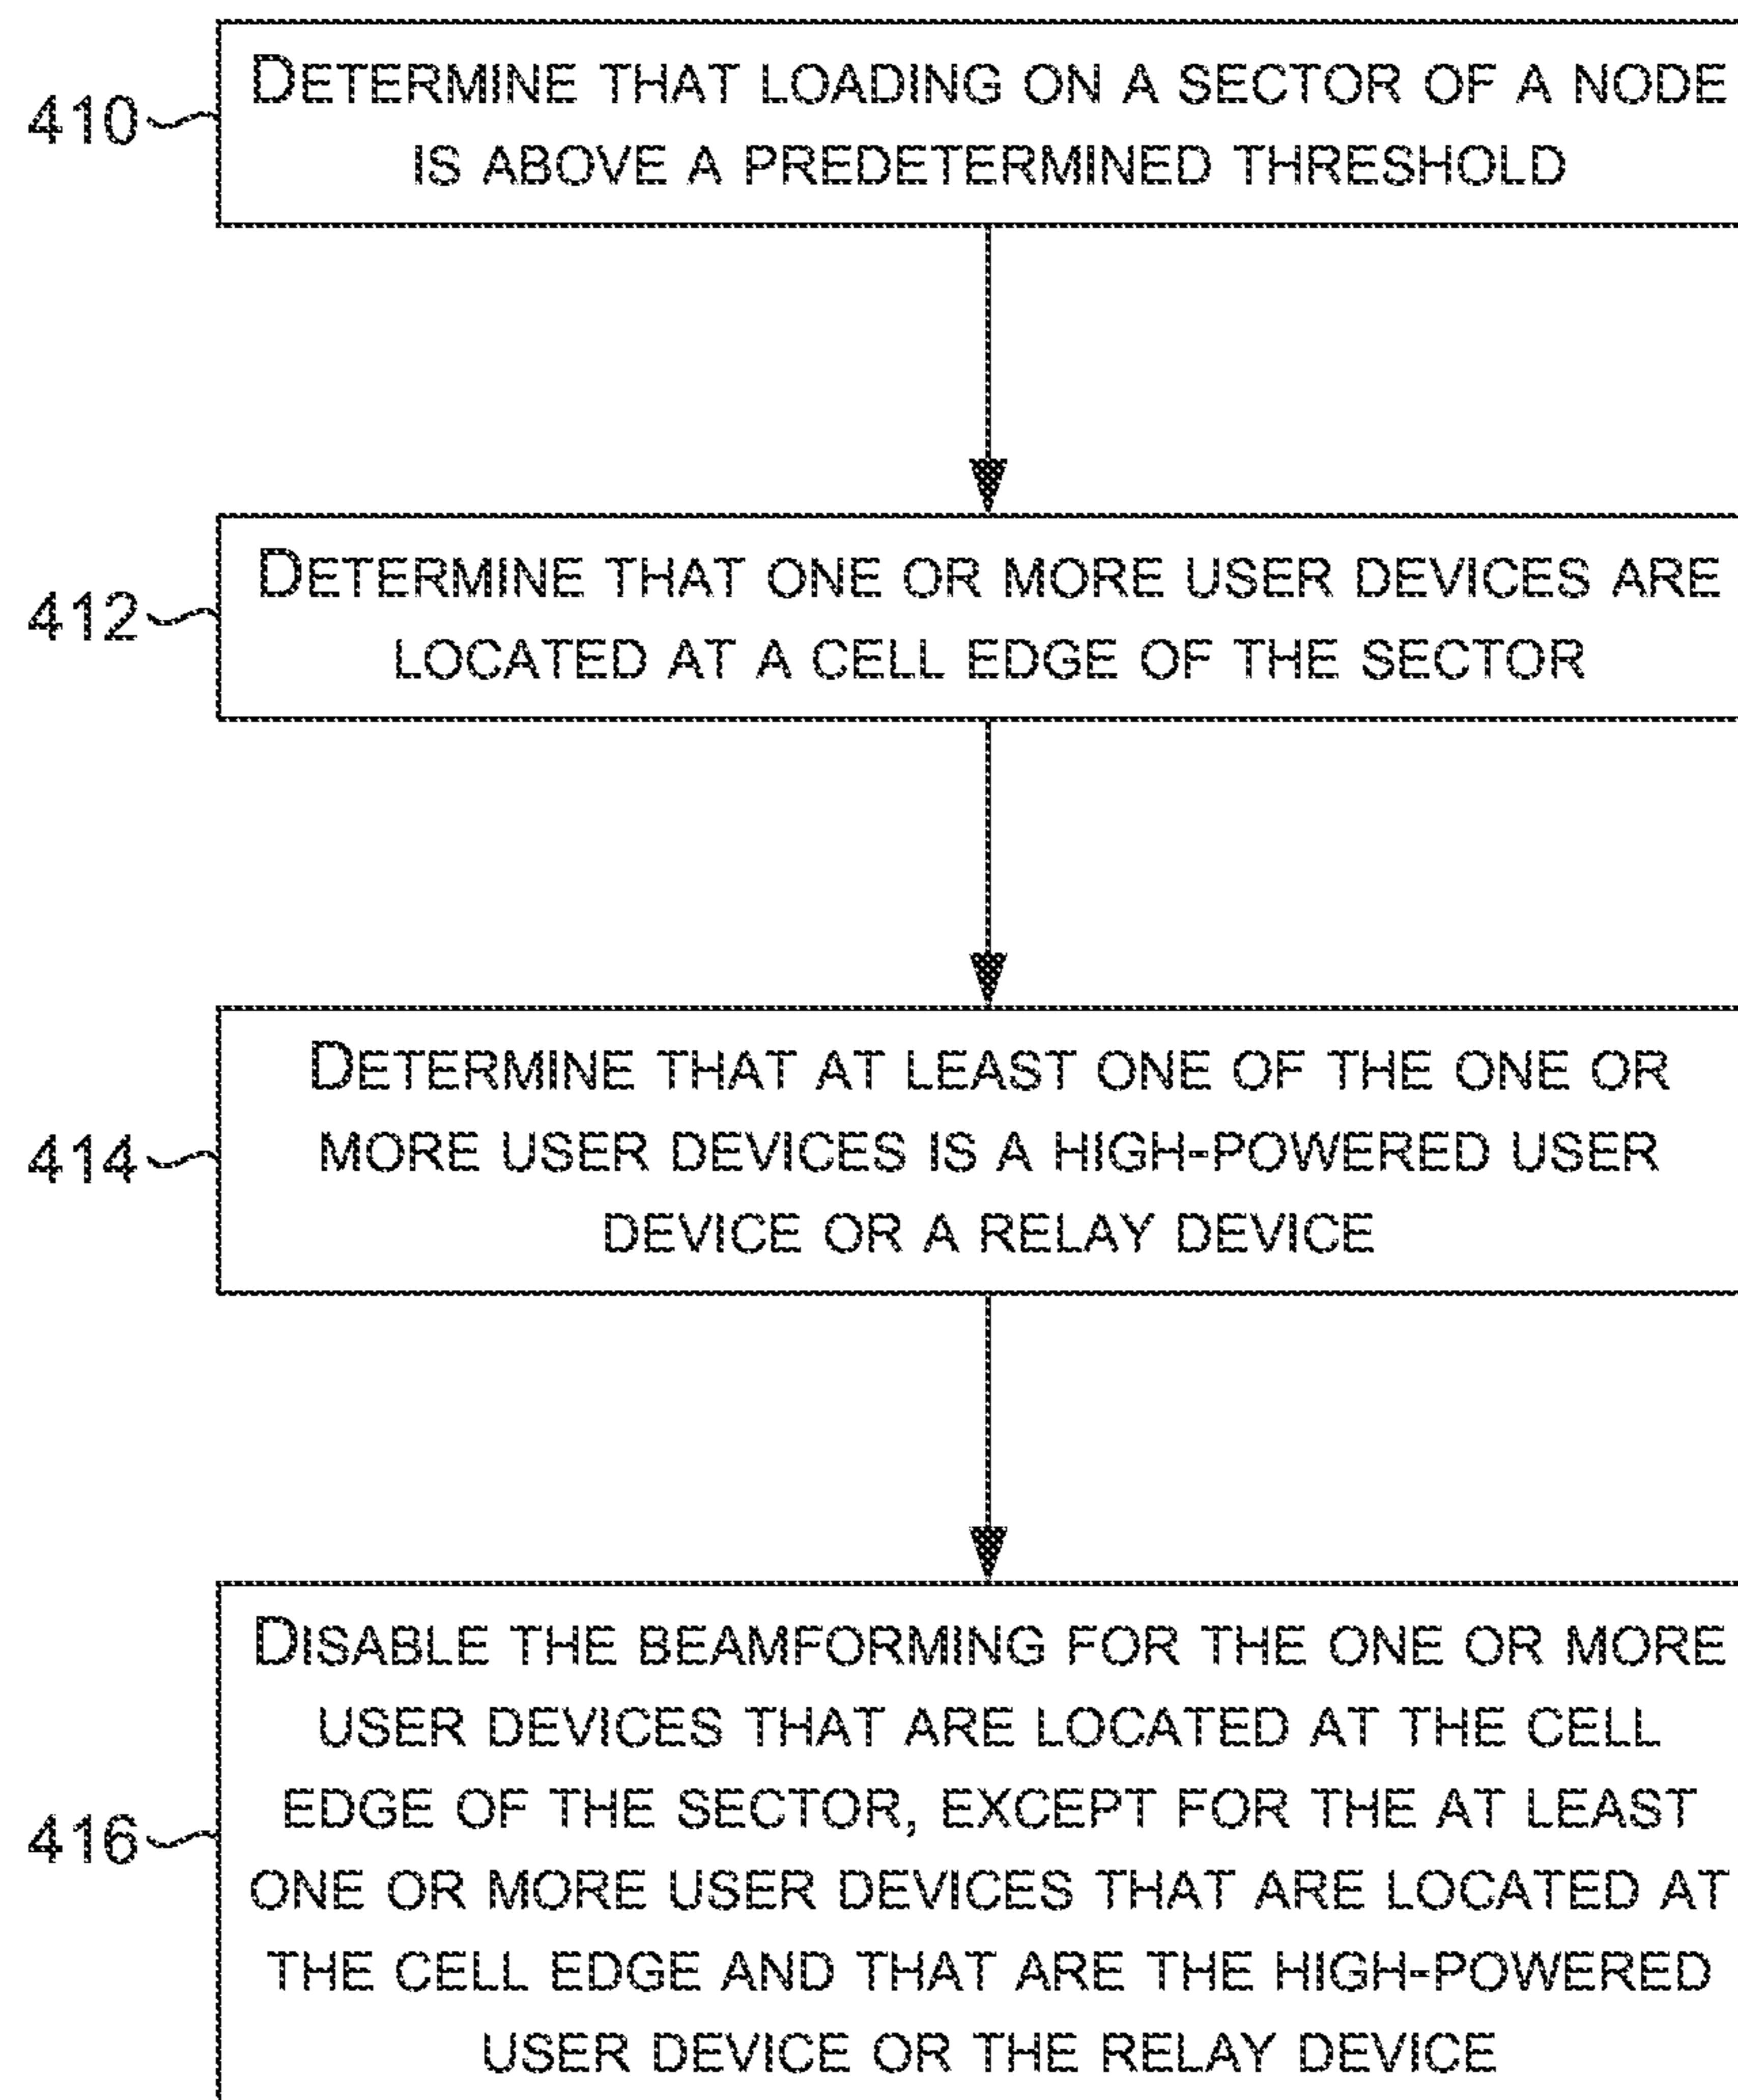 410
DETERMINE THAT LOADING ON A SECTOR OF A NODE
IS ABOVE A PREDETERMINED THRESHOLD
412
DETERMINE THAT ONE OR MORE USER DEVICES ARE
LOCATED AT A CELL EDGE OF THE SECTOR
414
DETERMINE THAT AT LEAST ONE OF THE ONE OR
MORE USER DEVICES IS A HIGH-POWERED USER
DEVICE OR A RELAY DEVICE
416
DISABLE THE BEAMFORMING FOR THE ONE OR MORE
USER DEVICES THAT ARE LOCATED AT THE CELL
EDGE OF THE SECTOR, EXCEPT FOR THE AT LEAST
ONE OR MORE USER DEVICES THAT ARE LOCATED AT
THE CELL EDGE AND THAT ARE THE HIGH-POWERED
USER DEVICE OR THE RELAY DEVICE